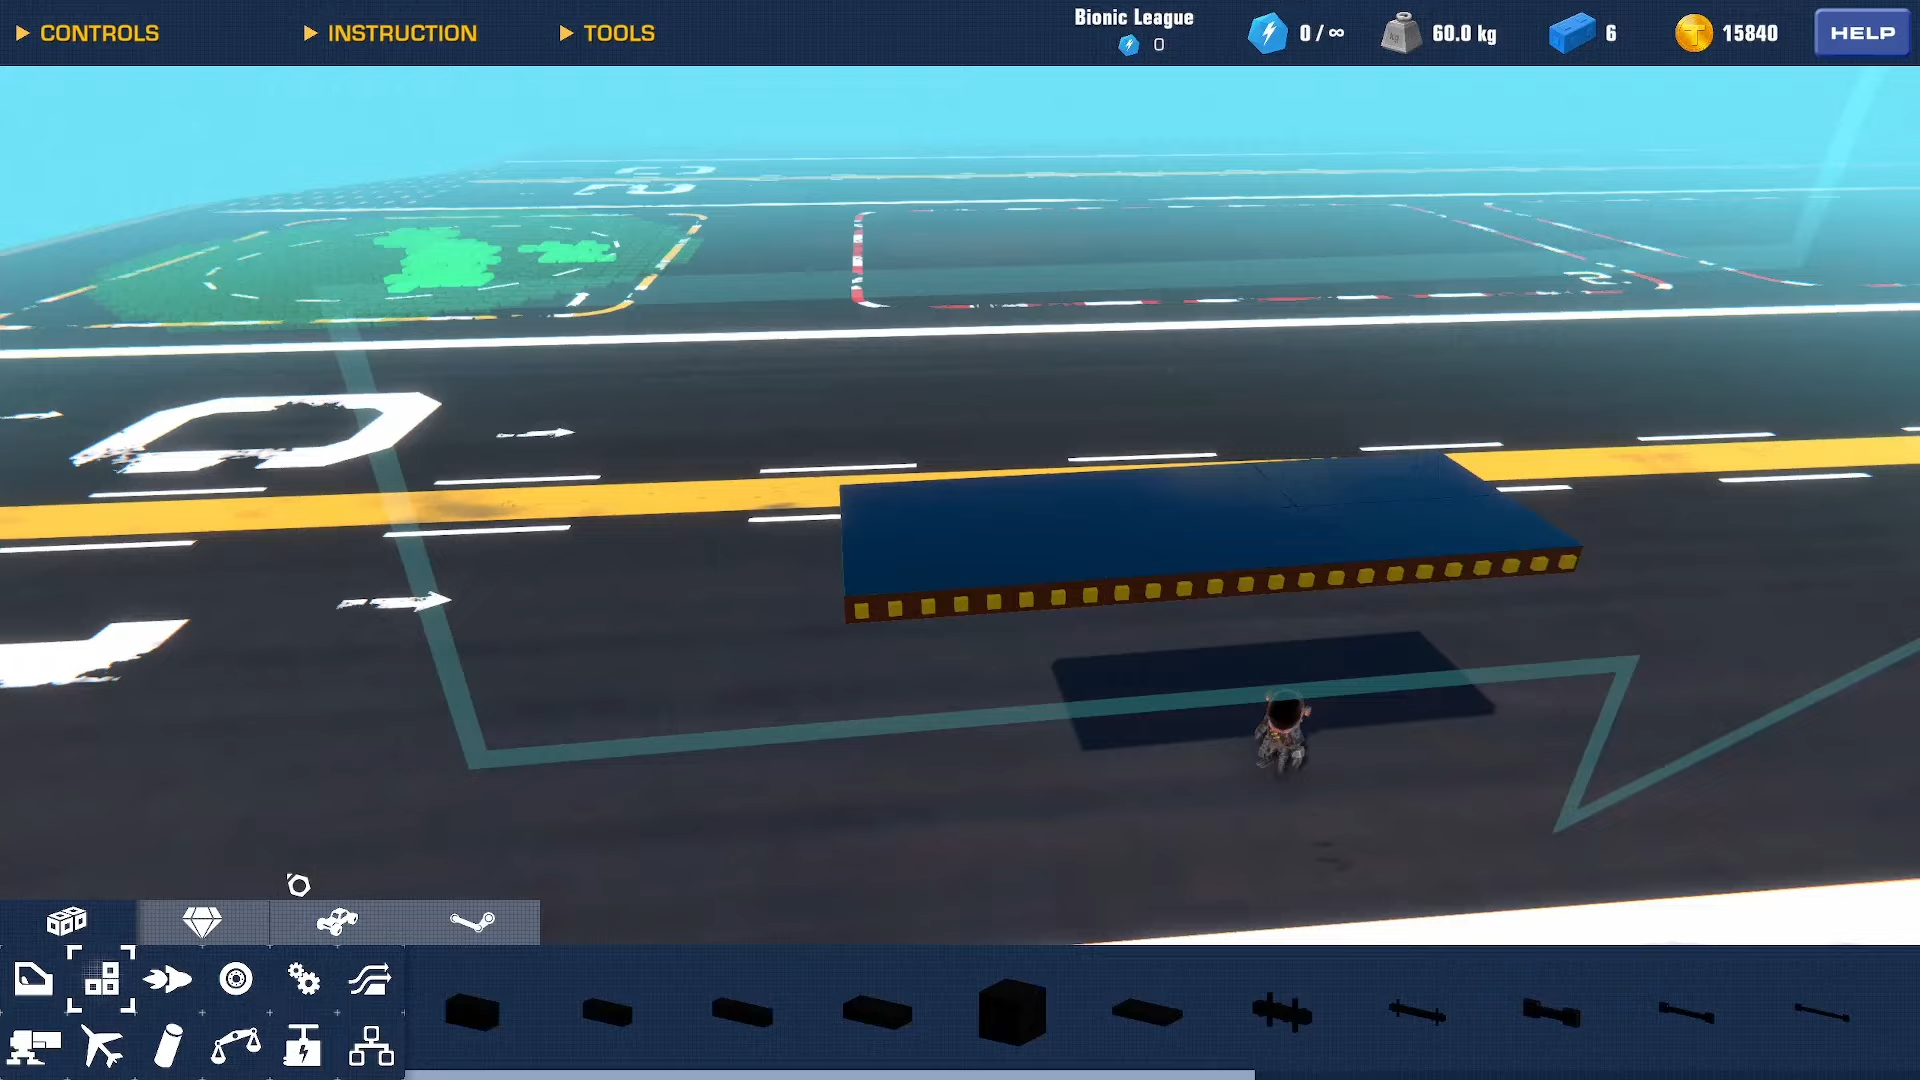 CONTROLS
INSTRUCTION
TOOLS
Bionic League
0
0 / ∞
60.0 kg
6
15840
HELP